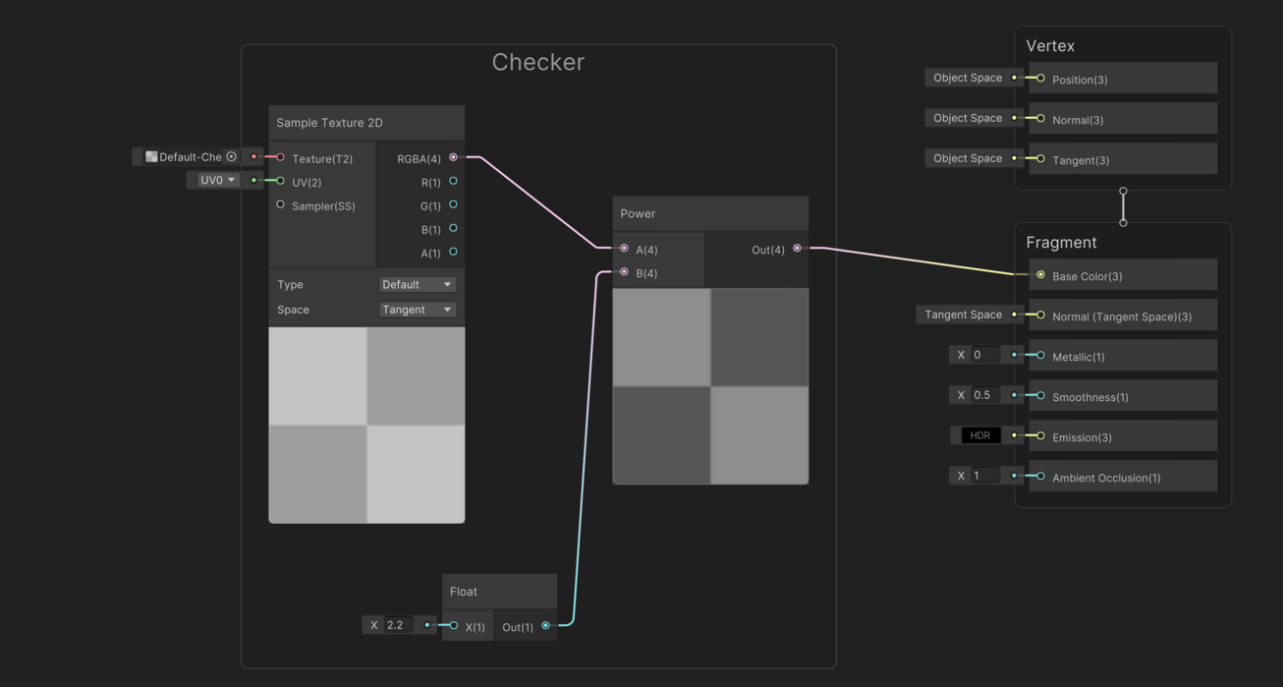 Checker
Sample Texture 2D
Default-Che
Texture(T2)
RGBA(4)
UV0
UV(2)
R(1)
Sampler(SS)
G(1)
B(1)
A(1)
Type
Default
Space
Tangent
Power
A(4)
Out(4)
B(4)
Float
X 2.2
X(1)
Out(1)
Vertex
Object Space
Position(3)
Object Space
Normal(3)
Object Space
Tangent(3)
Fragment
Base Color(3)
Tangent Space
Normal (Tangent Space)(3)
X 0
Metallic(1)
X 0.5
Smoothness(1)
HDR
Emission(3)
X 1
Ambient Occlusion(1)